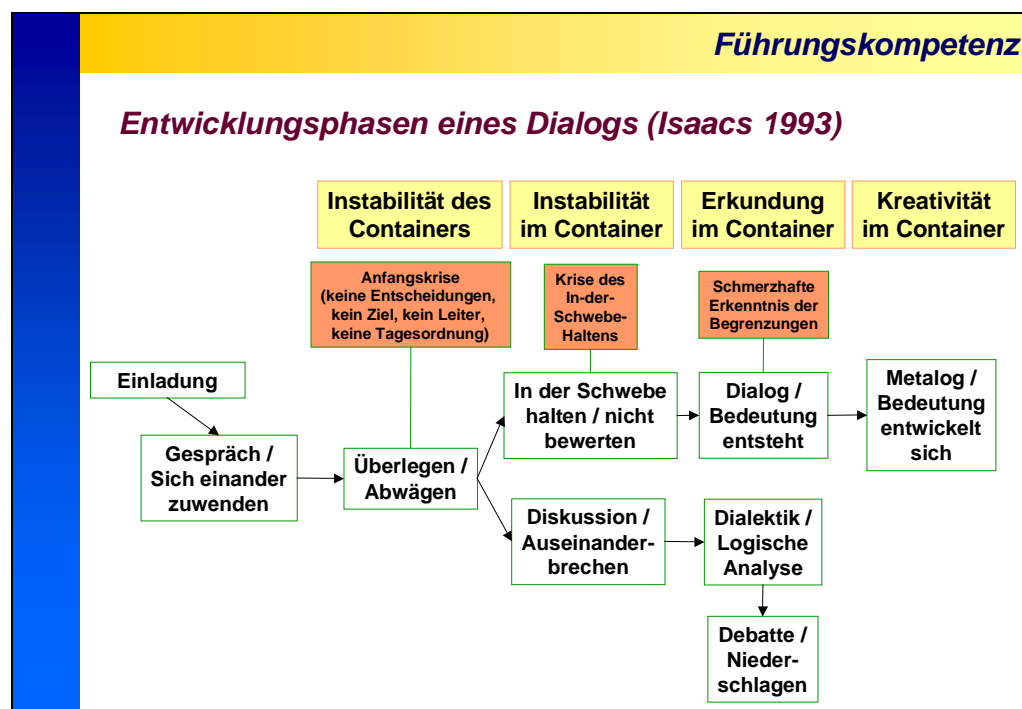 Führungskompetenz
Entwicklungsphasen eines Dialogs (Isaacs 1993)
Instabilität des
Containers
Instabilität
im Container
Erkundung
im Container
Kreativität
im Container
Anfangskrise
(keine Entscheidungen,
kein Ziel, kein Leiter,
keine Tagesordnung)
Krise des
In-der-
Schwebe-
Haltens
Schmerzhafte
Erkenntnis der
Begrenzungen
Einladung
Gespräch /
Sich einander
zuwenden
Überlegen /
Abwägen
In der Schwebe
halten / nicht
bewerten
Dialog /
Bedeutung
entsteht
Metalog /
Bedeutung
entwickelt
sich
Diskussion /
Auseinander-
brechen
Dialektik /
Logische
Analyse
Debatte /
Nieder-
schlagen